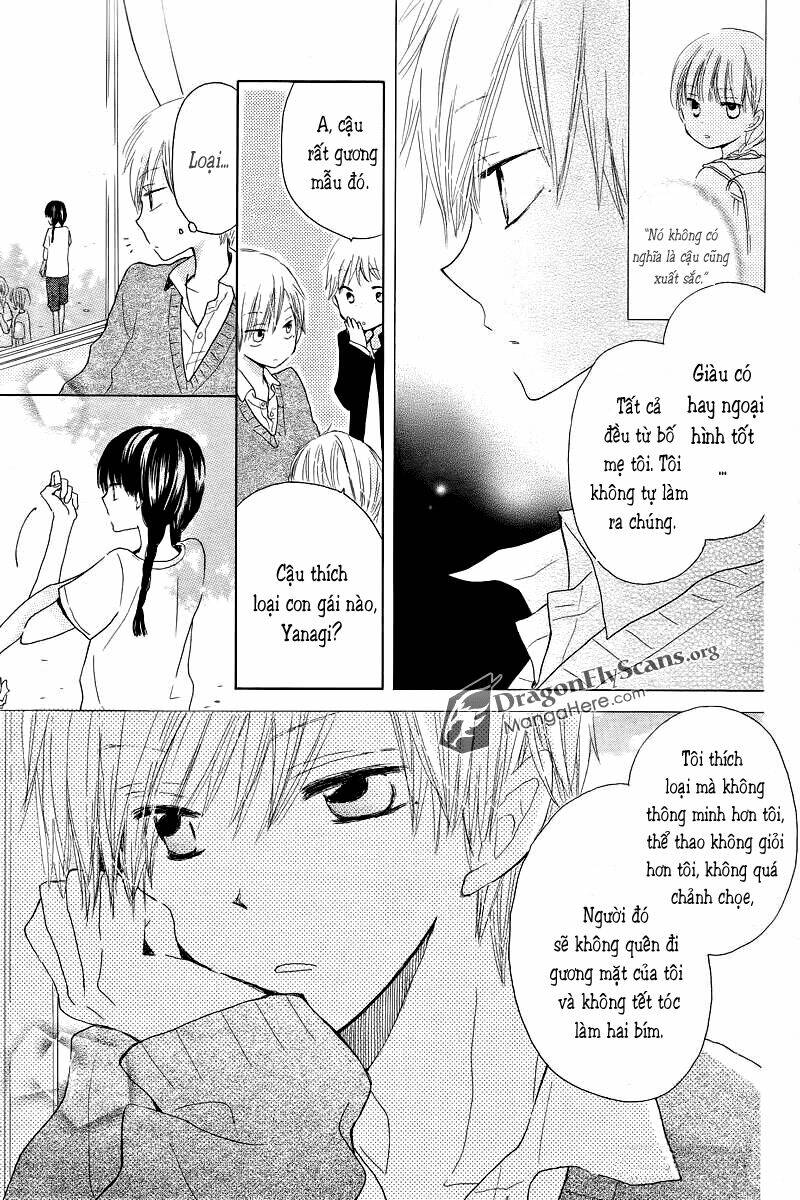 "Nó không có
nghĩa là cậu cũng
xuất sắc."
Giàu có
hay ngoại
hình tốt
...
Tất cả
đều từ bố
mẹ tôi. Tôi
không tự làm
ra chúng.
A, cậu
rất gương
mẫu đó.
Cậu thích
loại con gái nào,
Yanagi?
Loại...
DragonFlyScans.org
MangaHere.com
Tôi thích
loại mà không
thông minh hơn tôi,
thể thao không giỏi
hơn tôi, không quá
chảnh chọe,
Người đó
sẽ không quên đi
gương mặt của tôi
và không tết tóc
làm hai bím.